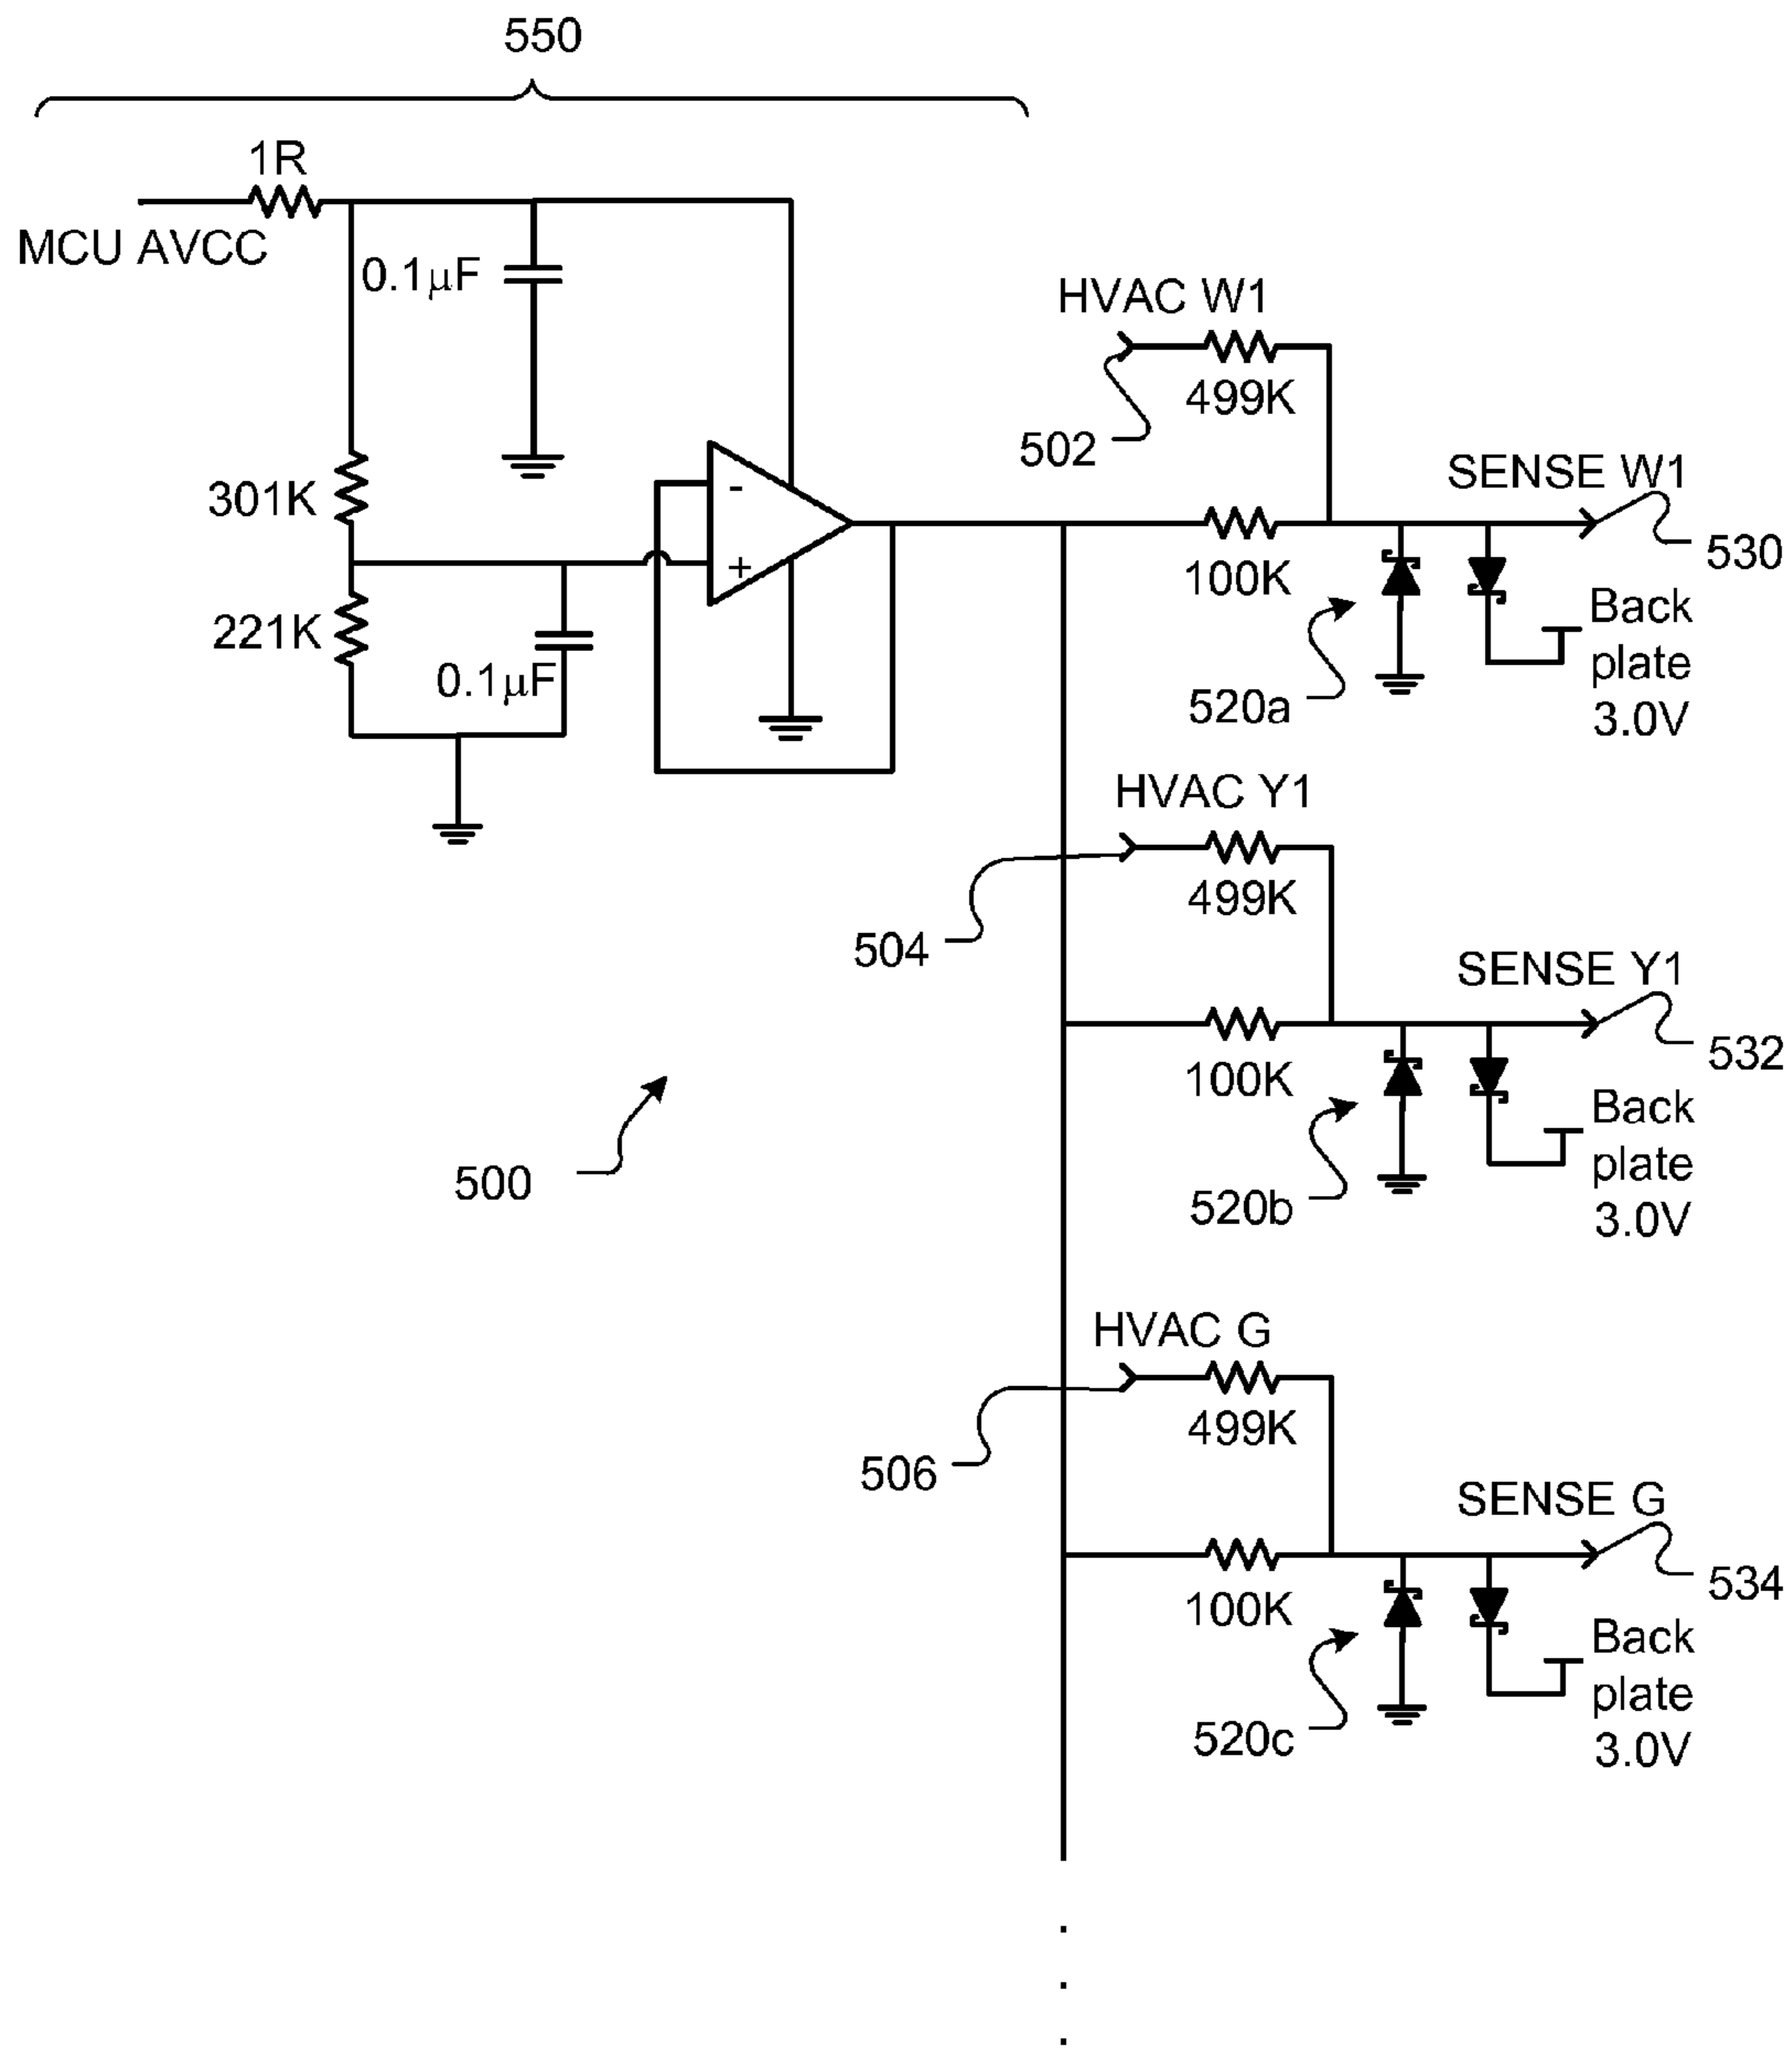 550
1R
MCU AVCC
0.1µF
301K
221K
0.1µF
-
+
HVAC W1
499K
502
100K
SENSE W1
530
520a
Back
plate
3.0V
HVAC Y1
499K
504
100K
SENSE Y1
532
520b
Back
plate
3.0V
500
HVAC G
499K
506
100K
SENSE G
534
520c
Back
plate
3.0V